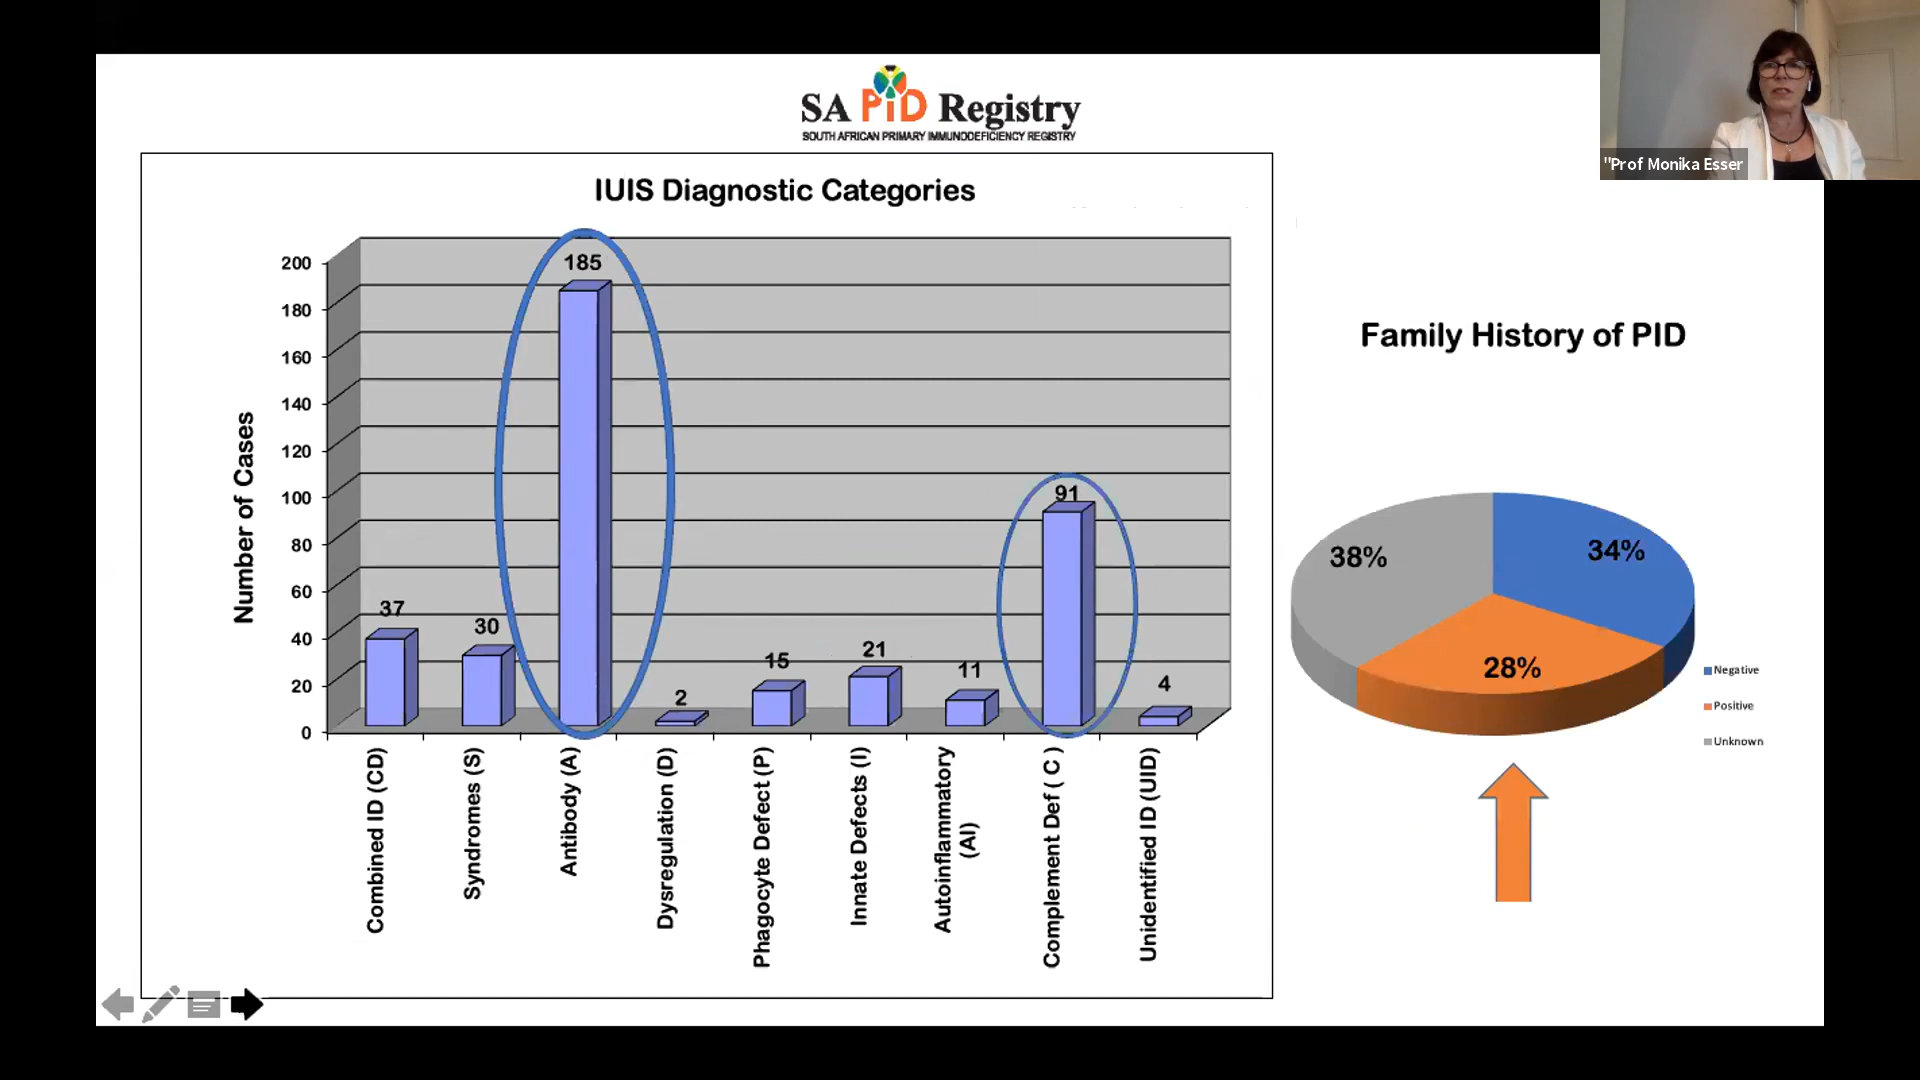 SA PiD Registry
SOUTH AFRICAN PRIMARY IMMUNODEFICIENCY REGISTRY
"Prof Monika Esser
IUIS Diagnostic Categories
Number of Cases
200
180
160
140
120
100
80
60
40
20
0
37
30
185
2
15
21
11
91
4
Combined ID (CD)
Syndromes (S)
Antibody (A)
Dysregulation (D)
Phagocyte Defect (P)
Innate Defects (I)
Autoinflammatory
(AI)
Complement Def ( C )
Unidentified ID (UID)
Family History of PID
38%
34%
28%
Negative
Positive
Unknown